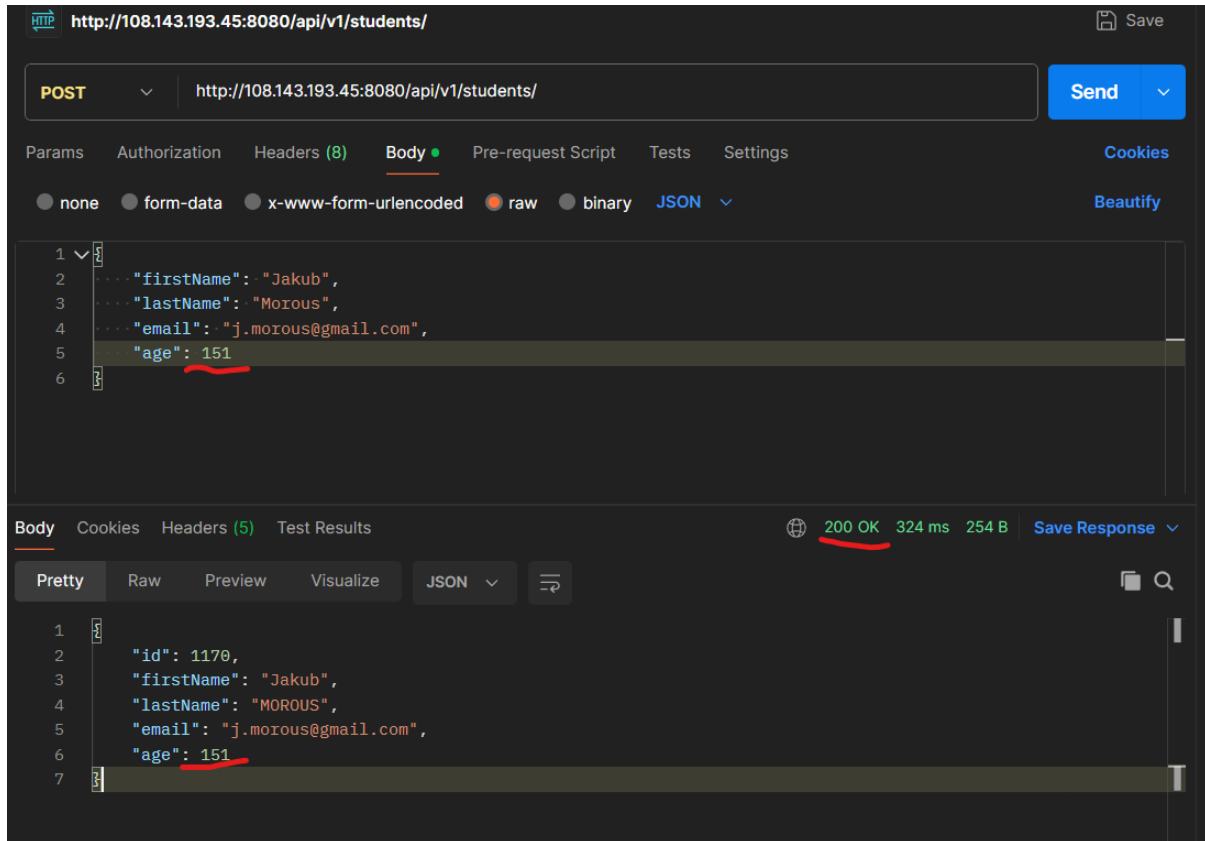 HTTP http://108.143.193.45:8080/api/v1/students/ Save
POST http://108.143.193.45:8080/api/v1/students/ Send
Params Authorization Headers (8) Body Pre-request Script Tests Settings Cookies
none form-data x-www-form-urlencoded raw binary JSON Beautify
1 {
2 "firstName": "Jakub",
3 "lastName": "Morous",
4 "email": "j.morous@gmail.com",
5 "age": 151
6 }
Body Cookies Headers (5) Test Results 200 OK 324 ms 254 B Save Response
Pretty Raw Preview Visualize JSON
1 {
2 "id": 1170,
3 "firstName": "Jakub",
4 "lastName": "MOROUS",
5 "email": "j.morous@gmail.com",
6 "age": 151
7 }